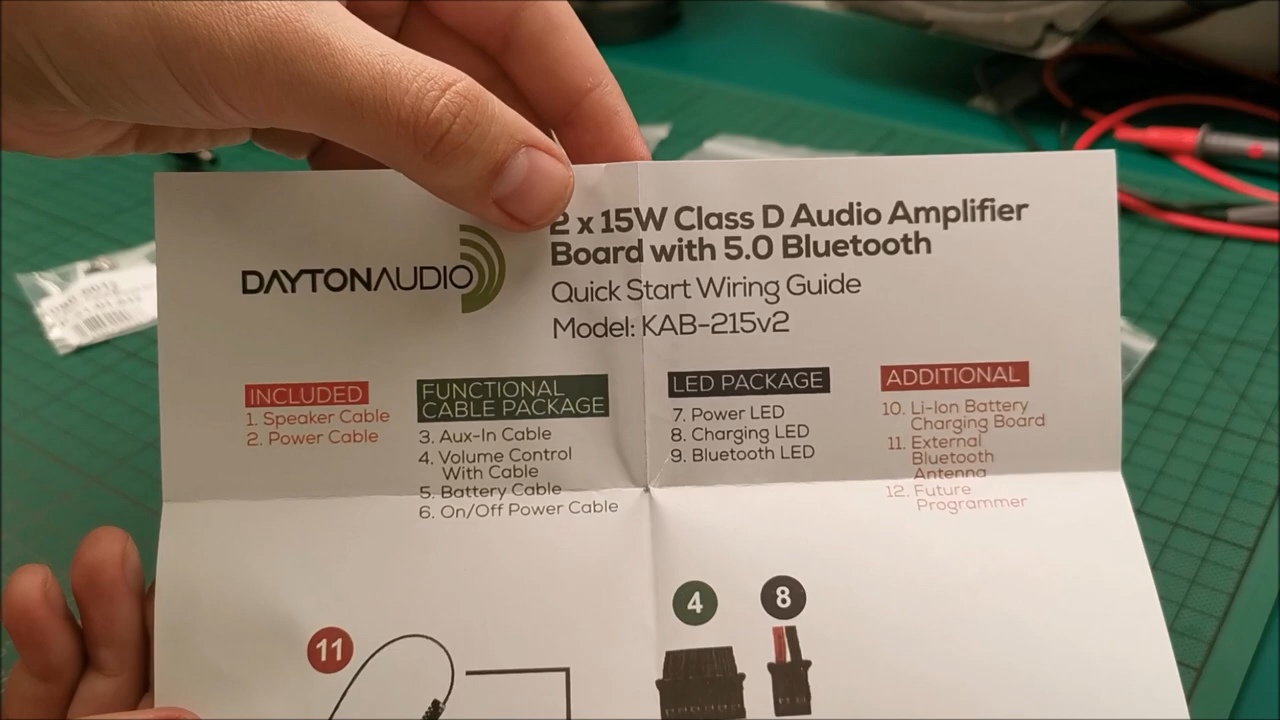 DAYTONAUDIO
2 x 15W Class D Audio Amplifier
Board with 5.0 Bluetooth
Quick Start Wiring Guide
Model: KAB-215v2
INCLUDED
1. Speaker Cable
2. Power Cable
FUNCTIONAL
CABLE PACKAGE
3. Aux-In Cable
4. Volume Control
With Cable
5. Battery Cable
6. On/Off Power Cable
LED PACKAGE
7. Power LED
8. Charging LED
9. Bluetooth LED
ADDITIONAL
10. Li-Ion Battery
Charging Board
11. External
Bluetooth
Antenna
12. Future
Programmer
4
8
11